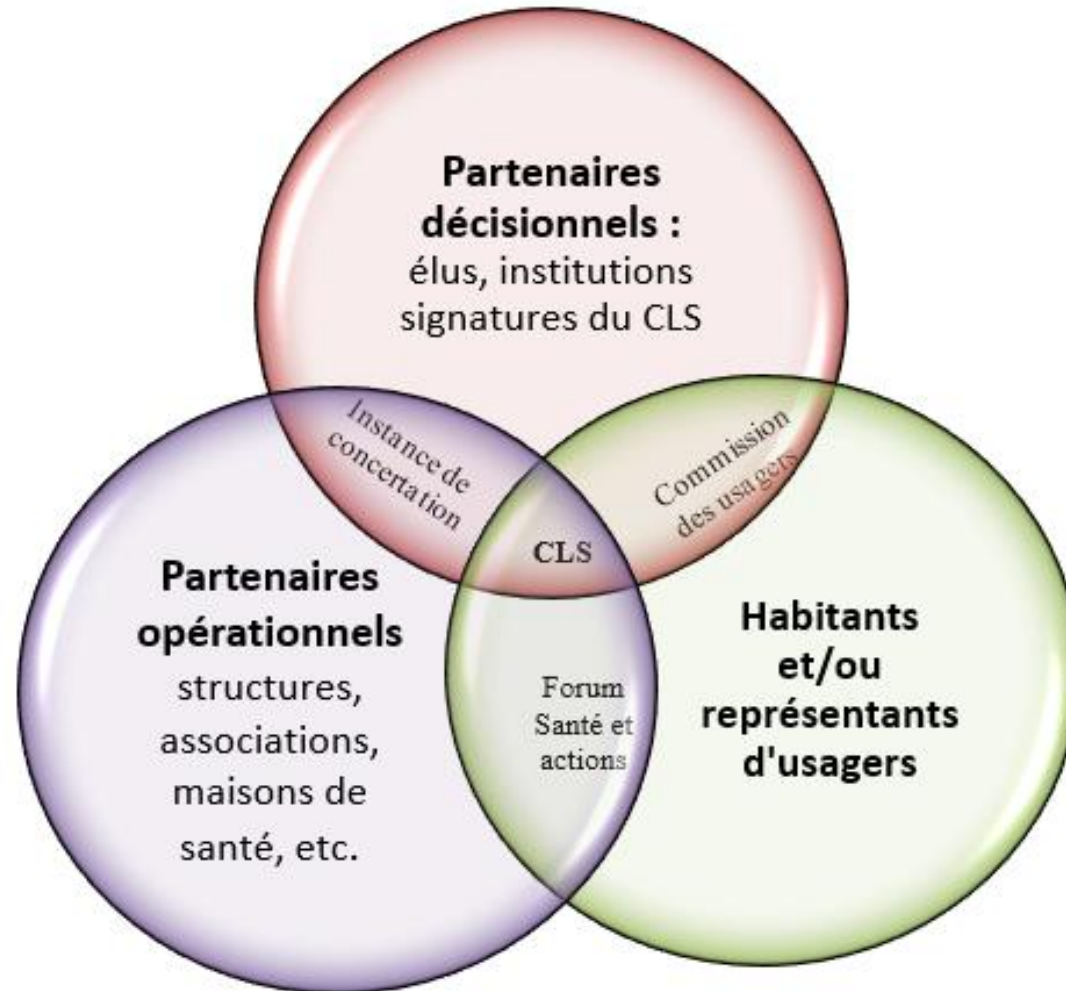 Partenaires
décisionnels :
élus, institutions
signatures du CLS
Instance de
concertation
Commission
des usagers
CLS
Partenaires
opérationnels
structures,
associations,
maisons de
santé, etc.
Forum
Santé et
actions
Habitants
et/ou
représentants
d'usagers